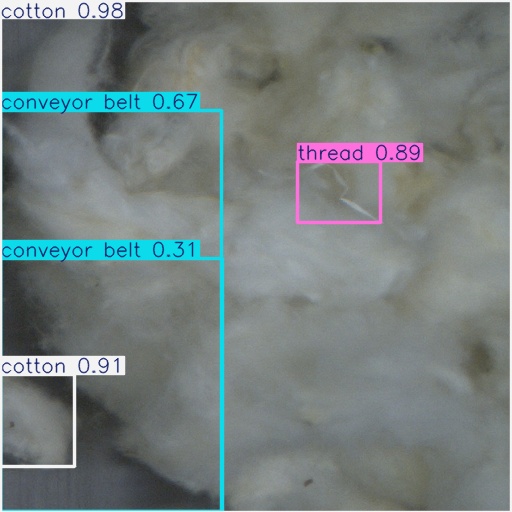 cotton 0.98
conveyor belt 0.67
thread 0.89
conveyor belt 0.31
cotton 0.91